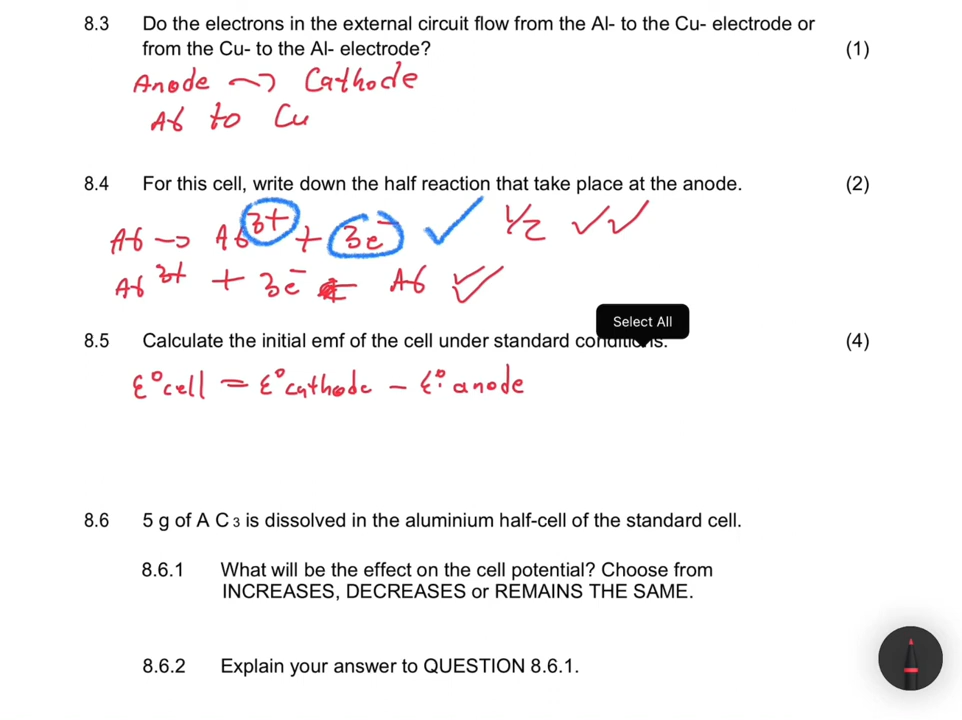 8.3 Do the electrons in the external circuit flow from the Al- to the Cu- electrode or
from the Cu- to the Al- electrode? (1)
Anode → Cathode
Al to Cu
8.4 For this cell, write down the half reaction that take place at the anode. (2)
Al → Al³⁺ + 3e⁻ ✓ 1/2 ✓✓
Al³⁺ + 3e⁻ ← Al ✓✓
Select All
8.5 Calculate the initial emf of the cell under standard conditions. (4)
E°cell = E°cathode – E°anode
8.6 5 g of A C 3 is dissolved in the aluminium half-cell of the standard cell.
8.6.1 What will be the effect on the cell potential? Choose from
INCREASES, DECREASES or REMAINS THE SAME.
8.6.2 Explain your answer to QUESTION 8.6.1.